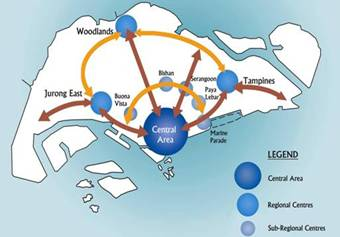 Woodlands
Bishan
Serangoon
Tampines
Jurong East
Buona
Vista
Paya
Lebar
Central
Area
Marine
Parade
LEGEND
Central Area
Regional Centres
Sub-Regional Centres